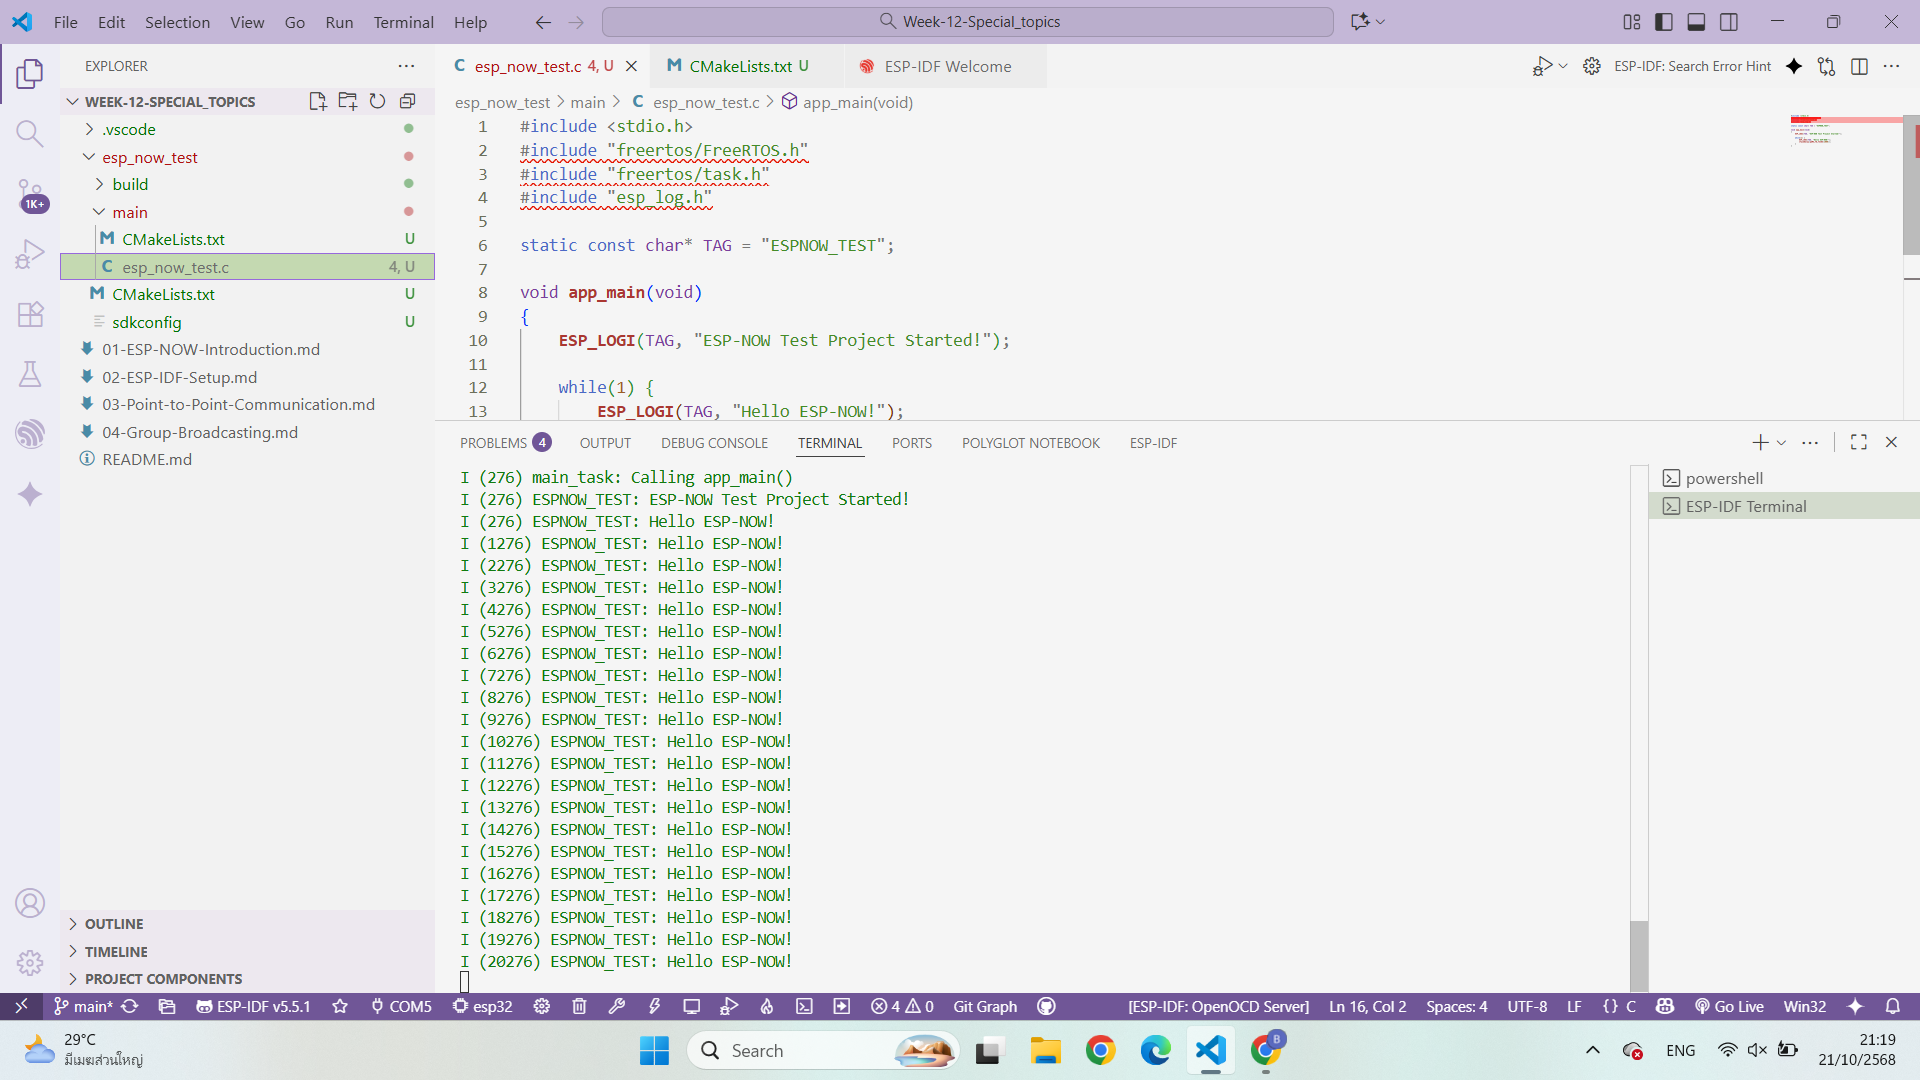 File Edit Selection View Go Run Terminal Help
Week-12-Special_topics
EXPLORER
WEEK-12-SPECIAL_TOPICS
.vscode
esp_now_test
build
main
CMakeLists.txt U
esp_now_test.c 4, U
CMakeLists.txt U
sdkconfig U
01-ESP-NOW-Introduction.md
02-ESP-IDF-Setup.md
03-Point-to-Point-Communication.md
04-Group-Broadcasting.md
README.md
1K+
OUTLINE
TIMELINE
PROJECT COMPONENTS
esp_now_test.c 4, U
CMakeLists.txt U
ESP-IDF Welcome
ESP-IDF: Search Error Hint
esp_now_test > main > C esp_now_test.c > app_main(void)
1 #include <stdio.h>
2 #include "freertos/FreeRTOS.h"
3 #include "freertos/task.h"
4 #include "esp_log.h"
5
6 static const char* TAG = "ESPNOW_TEST";
7
8 void app_main(void)
9 {
10 ESP_LOGI(TAG, "ESP-NOW Test Project Started!");
11
12 while(1) {
13 ESP_LOGI(TAG, "Hello ESP-NOW!");
PROBLEMS 4 OUTPUT DEBUG CONSOLE TERMINAL PORTS POLYGLOT NOTEBOOK ESP-IDF
I (276) main_task: Calling app_main()
I (276) ESPNOW_TEST: ESP-NOW Test Project Started!
I (276) ESPNOW_TEST: Hello ESP-NOW!
I (1276) ESPNOW_TEST: Hello ESP-NOW!
I (2276) ESPNOW_TEST: Hello ESP-NOW!
I (3276) ESPNOW_TEST: Hello ESP-NOW!
I (4276) ESPNOW_TEST: Hello ESP-NOW!
I (5276) ESPNOW_TEST: Hello ESP-NOW!
I (6276) ESPNOW_TEST: Hello ESP-NOW!
I (7276) ESPNOW_TEST: Hello ESP-NOW!
I (8276) ESPNOW_TEST: Hello ESP-NOW!
I (9276) ESPNOW_TEST: Hello ESP-NOW!
I (10276) ESPNOW_TEST: Hello ESP-NOW!
I (11276) ESPNOW_TEST: Hello ESP-NOW!
I (12276) ESPNOW_TEST: Hello ESP-NOW!
I (13276) ESPNOW_TEST: Hello ESP-NOW!
I (14276) ESPNOW_TEST: Hello ESP-NOW!
I (15276) ESPNOW_TEST: Hello ESP-NOW!
I (16276) ESPNOW_TEST: Hello ESP-NOW!
I (17276) ESPNOW_TEST: Hello ESP-NOW!
I (18276) ESPNOW_TEST: Hello ESP-NOW!
I (19276) ESPNOW_TEST: Hello ESP-NOW!
I (20276) ESPNOW_TEST: Hello ESP-NOW!
powershell
ESP-IDF Terminal
main* ESP-IDF v5.5.1 COM5 esp32 4 0 Git Graph [ESP-IDF: OpenOCD Server] Ln 16, Col 2 Spaces: 4 UTF-8 LF {} C Go Live Win32
29°C
มีเมฆส่วนใหญ่
Search
B
ENG
21:19
21/10/2568